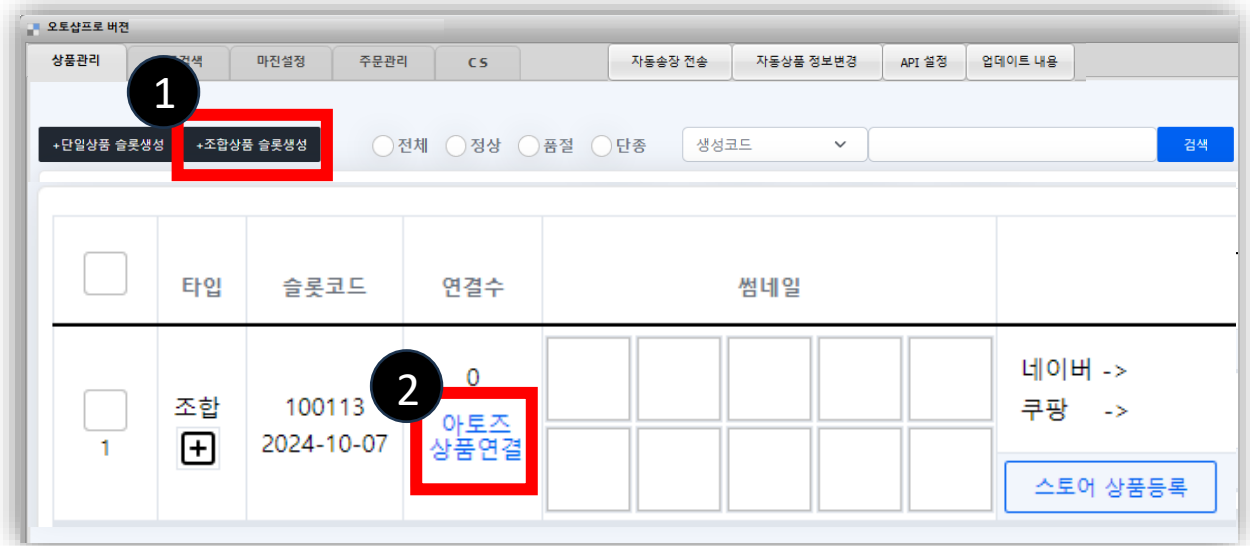 오토샵프로 버젼
상품관리 검색 마진설정 주문관리 CS 자동송장 전송 자동상품 정보변경 API 설정 업데이트 내용
1
+단일상품 슬롯생성 +조합상품 슬롯생성 전체 정상 품절 단종 생성코드 검색
타입 슬롯코드 연결수 썸네일
2
0
조합 100113 아토즈 네이버 ->
1 2024-10-07 상품연결 쿠팡 ->
스토어 상품등록